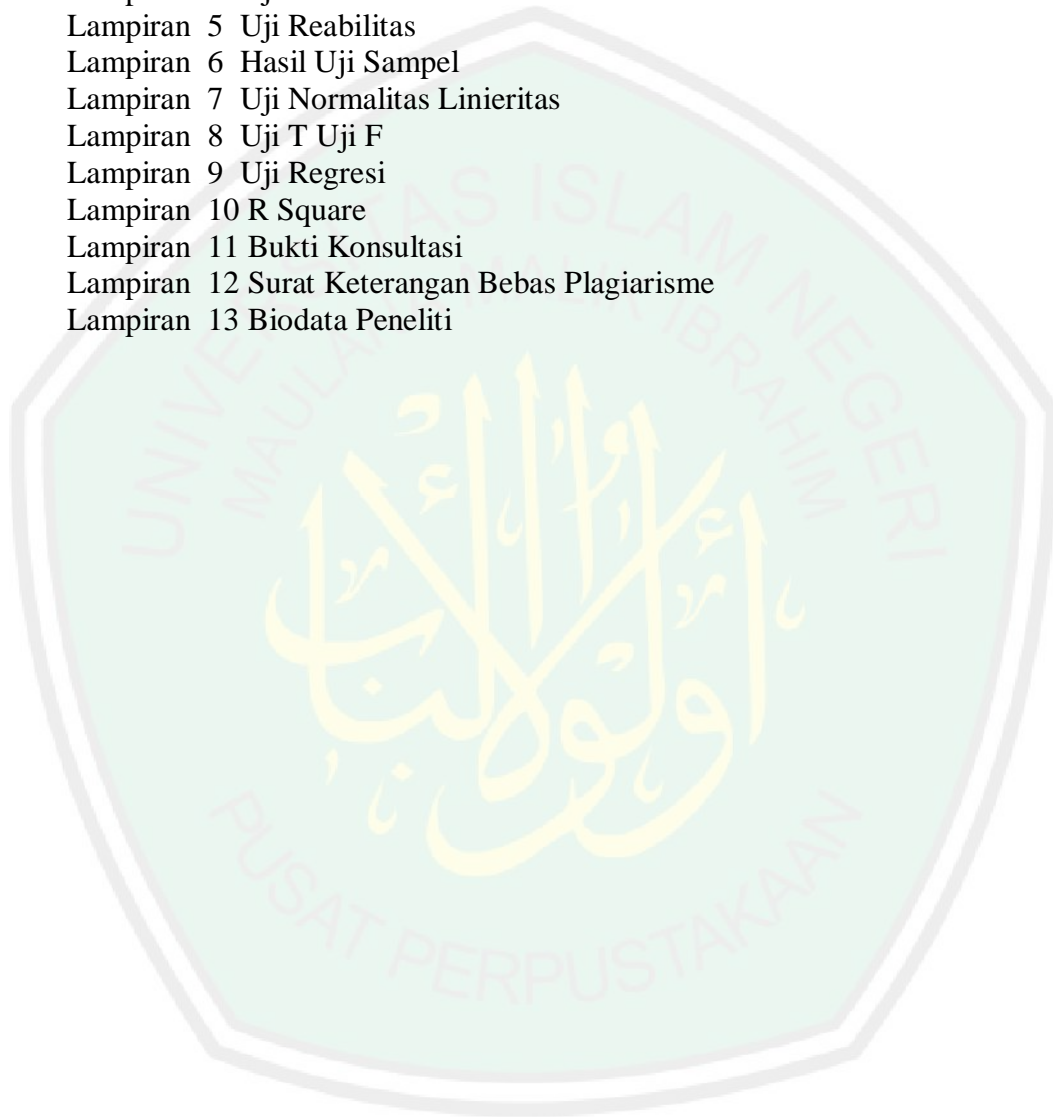 Lampiran 5 Uji Reabilitas
Lampiran 6 Hasil Uji Sampel
Lampiran 7 Uji Normalitas Linieritas
Lampiran 8 Uji T Uji F
Lampiran 9 Uji Regresi
Lampiran 10 R Square
Lampiran 11 Bukti Konsultasi
Lampiran 12 Surat Keterangan Bebas Plagiarisme
Lampiran 13 Biodata Peneliti
UNIVERSITAS ISLAM NEGERI
MAULANA MALIK IBRAHIM
أولو الألباب
PUSAT PERPUSTAKAAN